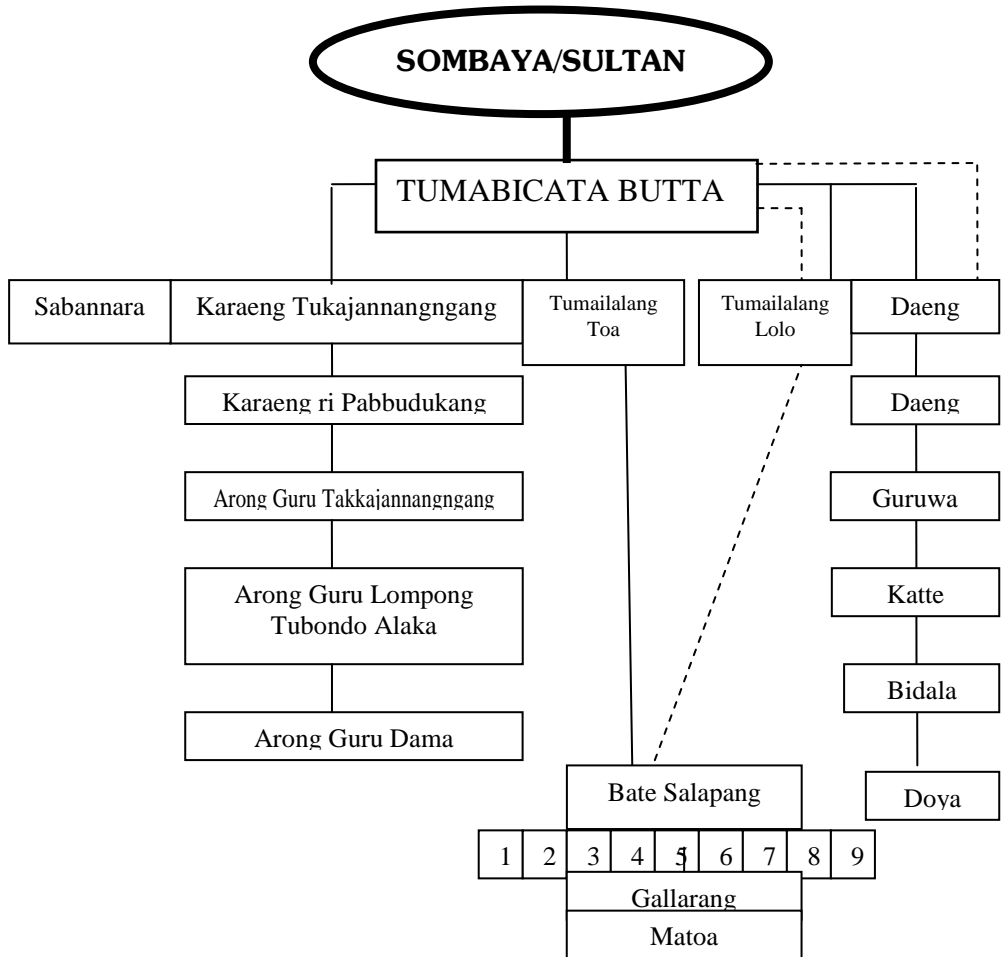 SOMBAYA/SULTAN
TUMABICATA BUTTA
Sabannara
Karaeng Tukajannangngang
Tumailalang
Toa
Tumailalang
Lolo
Daeng
Karaeng ri Pabbudukang
Daeng
Arong Guru Takkajannangngang
Guruwa
Arong Guru Lompong
Tubondo Alaka
Katte
Bidala
Arong Guru Dama
Bate Salapang
Doya
1 2 3 4 5 6 7 8 9
Gallarang
Matoa